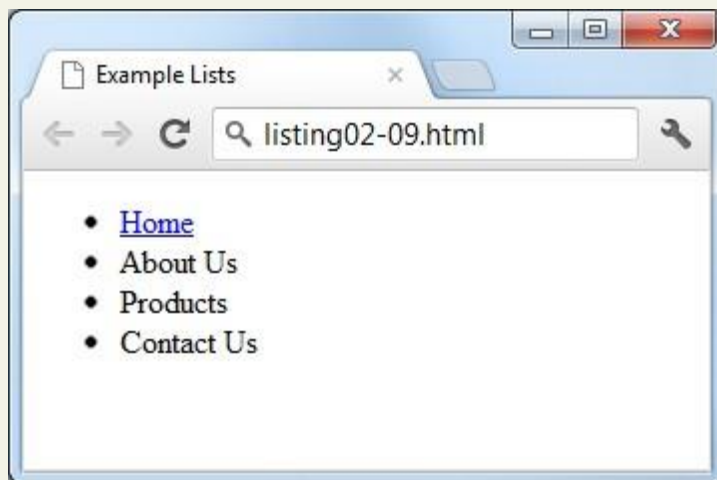 Example Lists
listing02-09.html
Home
About Us
Products
Contact Us